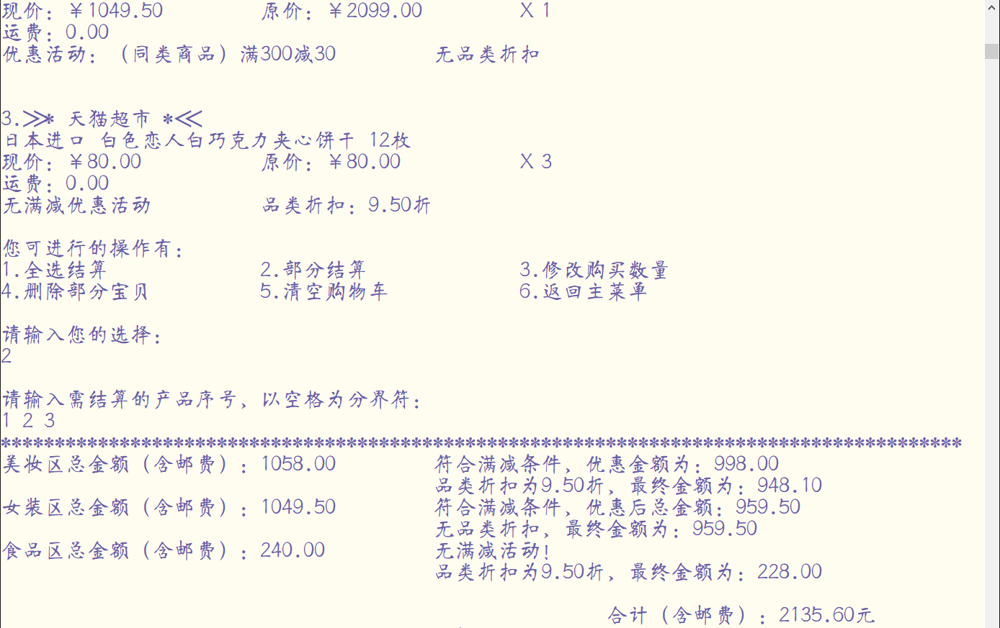 现价：￥1049.50 原价：￥2099.00 X 1
运费：0.00
优惠活动：（同类商品）满300减30 无品类折扣
3.>>* 天猫超市 *<<
日本进口 白色恋人白巧克力夹心饼干 12枚
现价：￥80.00 原价：￥80.00 X 3
运费：0.00
无满减优惠活动 品类折扣：9.50折
您可进行的操作有：
1.全选结算 2.部分结算 3.修改购买数量
4.删除部分宝贝 5.清空购物车 6.返回主菜单
请输入您的选择：
2
请输入需结算的产品序号，以空格为分界符：
1 2 3
*****************************************************************************************
美妆区总金额（含邮费）：1058.00 符合满减条件，优惠金额为：998.00
品类折扣为9.50折，最终金额为：948.10
女装区总金额（含邮费）：1049.50 符合满减条件，优惠后总金额：959.50
无品类折扣，最终金额为：959.50
食品区总金额（含邮费）：240.00 无满减活动！
品类折扣为9.50折，最终金额为：228.00
合计（含邮费）：2135.60元